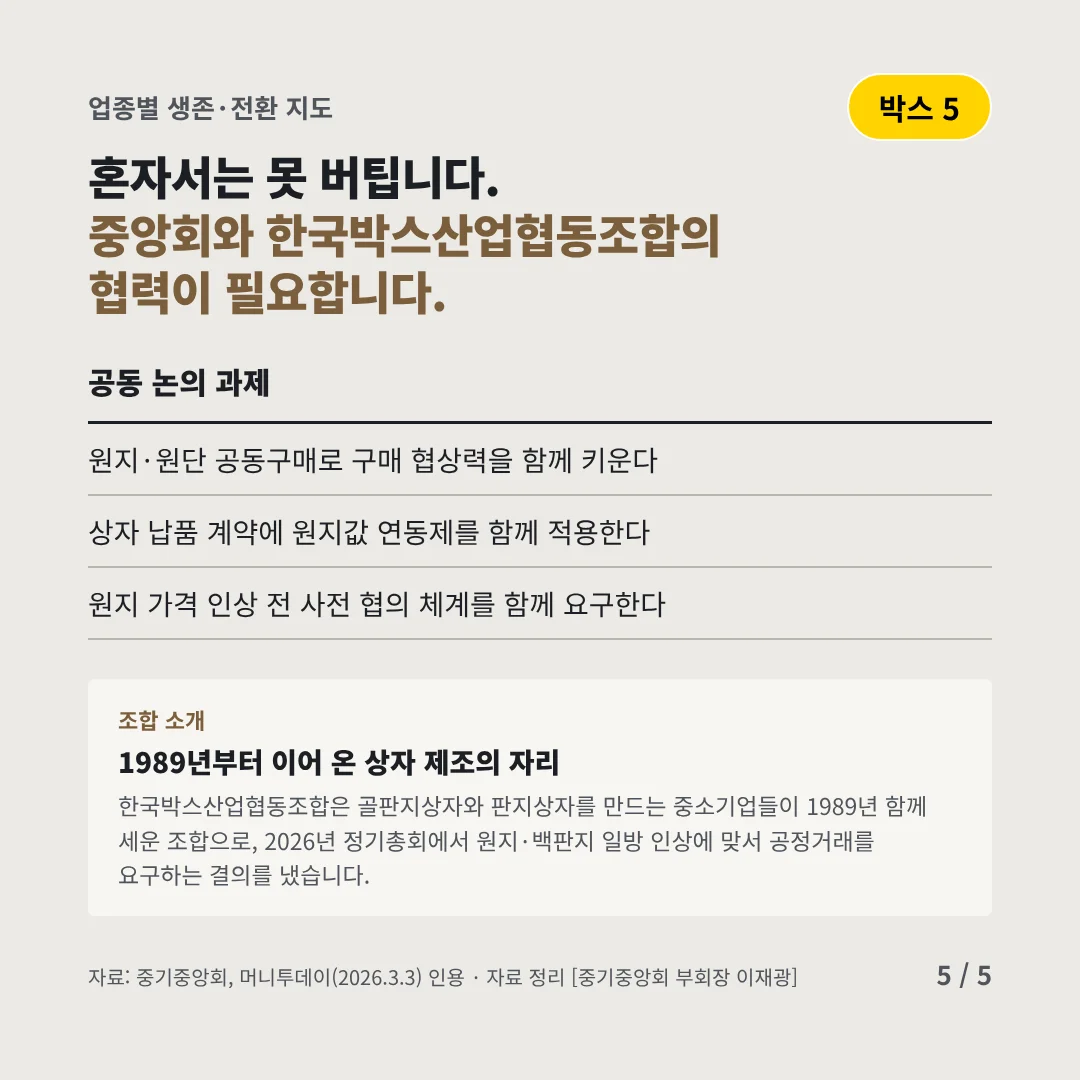 업종별 생존·전환 지도
박스 5
혼자서는 못 버팁니다.
중앙회와 한국박스산업협동조합의
협력이 필요합니다.
공동 논의 과제
원지·원단 공동구매로 구매 협상력을 함께 키운다
상자 납품 계약에 원지값 연동제를 함께 적용한다
원지 가격 인상 전 사전 협의 체계를 함께 요구한다
조합 소개
1989년부터 이어 온 상자 제조의 자리
한국박스산업협동조합은 골판지상자와 판지상자를 만드는 중소기업들이 1989년 함께
세운 조합으로, 2026년 정기총회에서 원지·백판지 일방 인상에 맞서 공정거래를
요구하는 결의를 냈습니다.
자료: 중기중앙회, 머니투데이(2026.3.3) 인용 · 자료 정리 [중기중앙회 부회장 이재광]
5 / 5